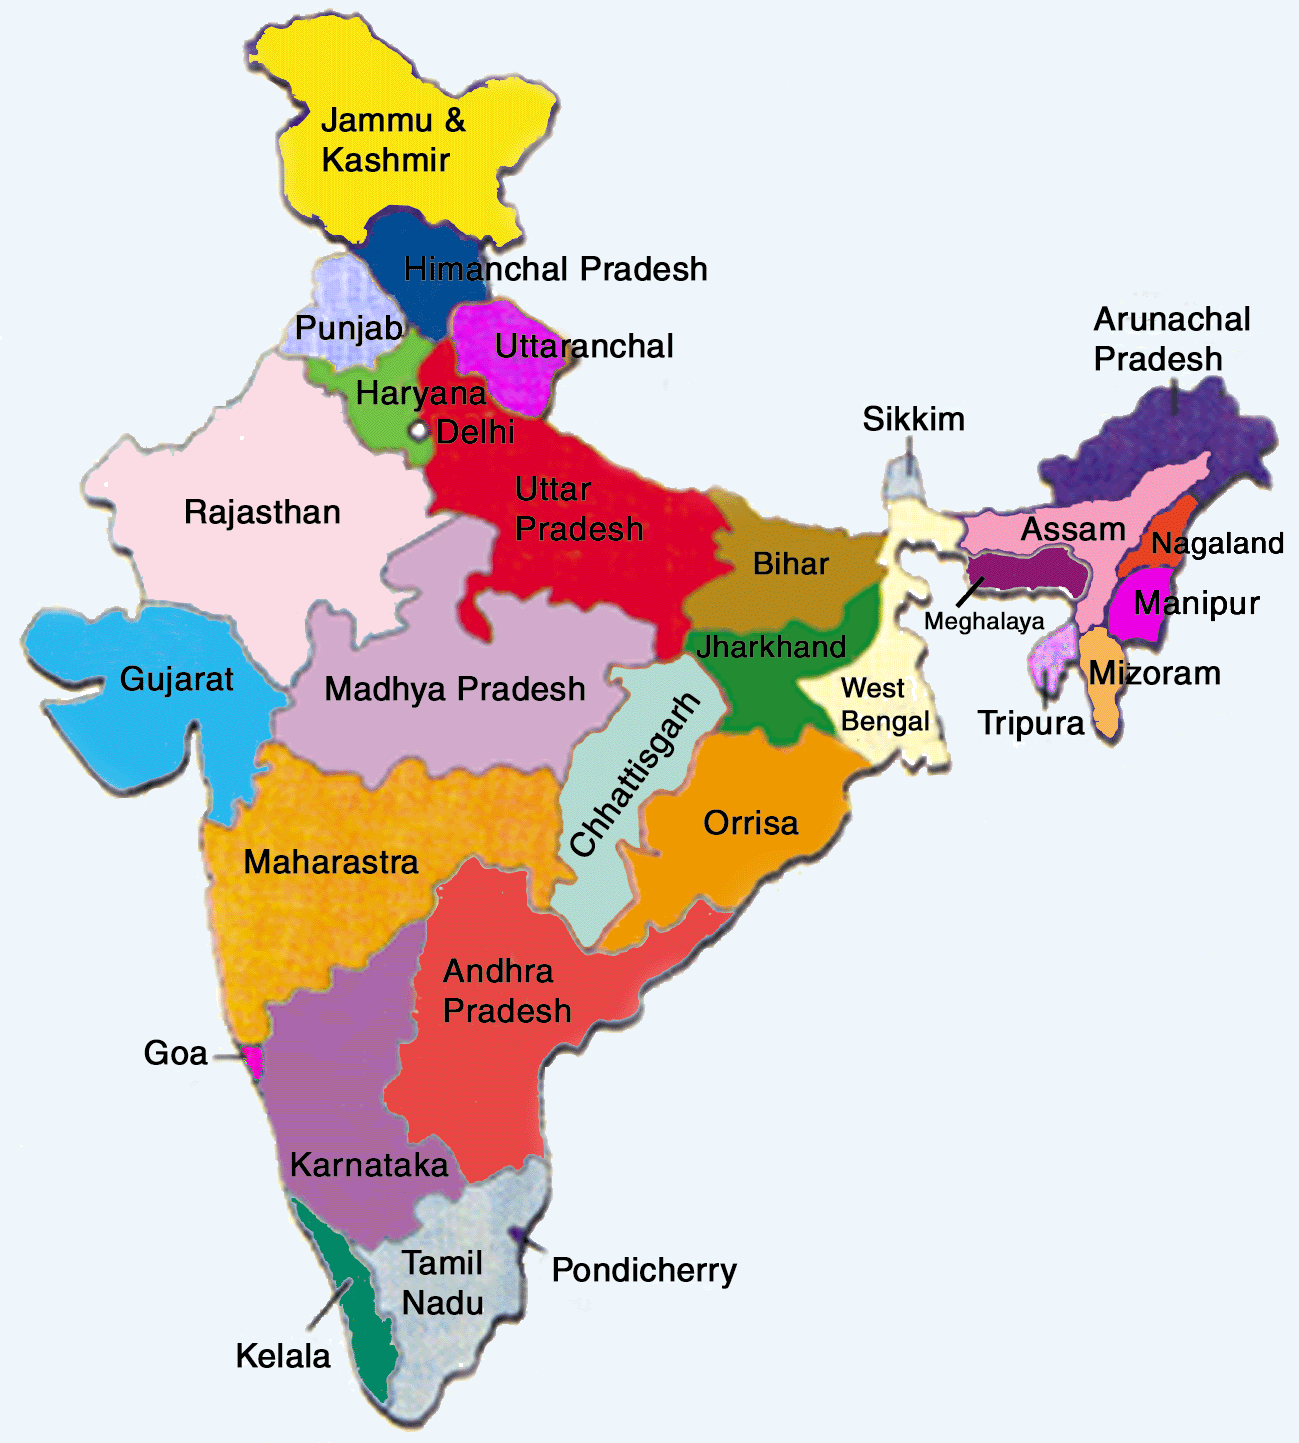 Jammu &
Kashmir
Himanchal Pradesh
Punjab
Uttaranchal
Haryana
Delhi
Arunachal
Pradesh
Sikkim
Rajasthan
Uttar
Pradesh
Bihar
Assam
Nagaland
Manipur
Meghalaya
Jharkhand
Gujarat
Madhya Pradesh
West
Bengal
Mizoram
Tripura
Chhattisgarh
Orrisa
Maharastra
Andhra
Pradesh
Goa
Karnataka
Tamil
Nadu
Pondicherry
Kelala